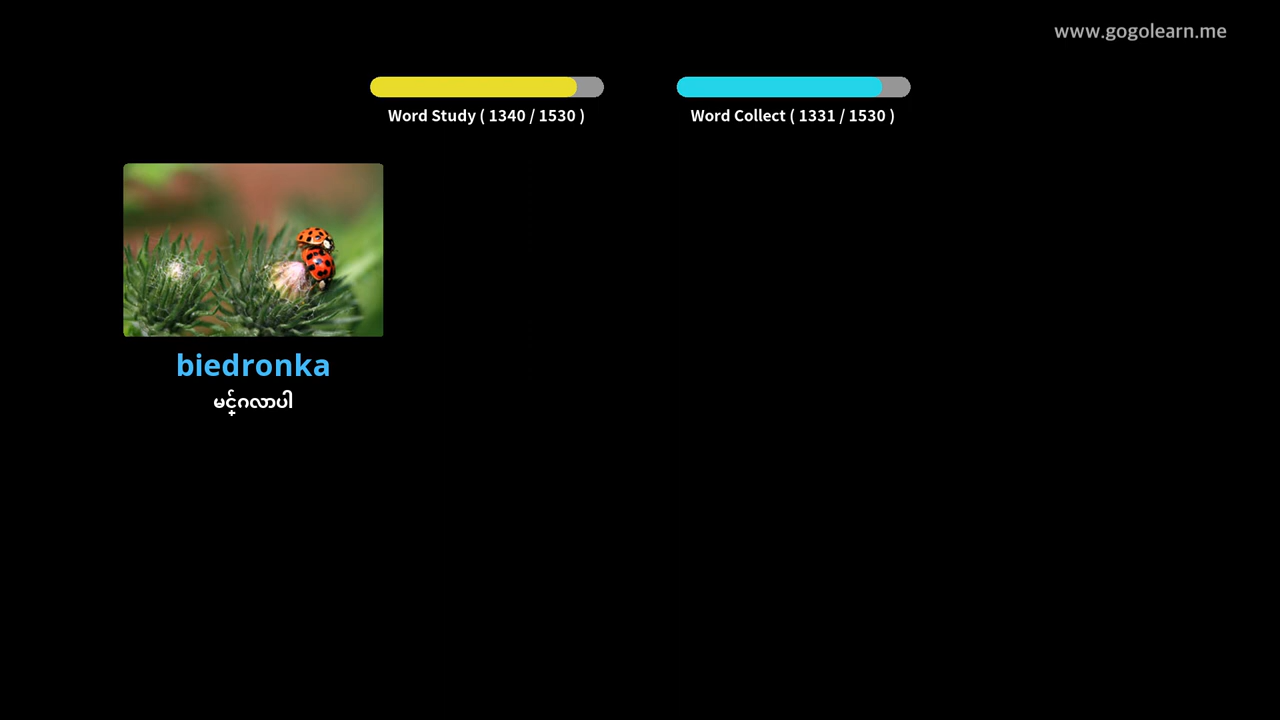 www.gogolearn.me
Word Study ( 1340 / 1530 )
Word Collect ( 1331 / 1530 )
biedronka
မင်္ဂလာပါ